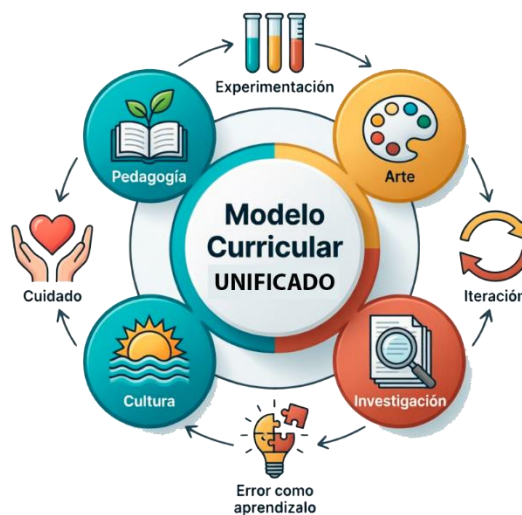 Experimentación
Pedagogía
Arte
Modelo
Curricular
UNIFICADO
Cuidado
Iteración
Cultura
Investigación
Error como
aprendizalo